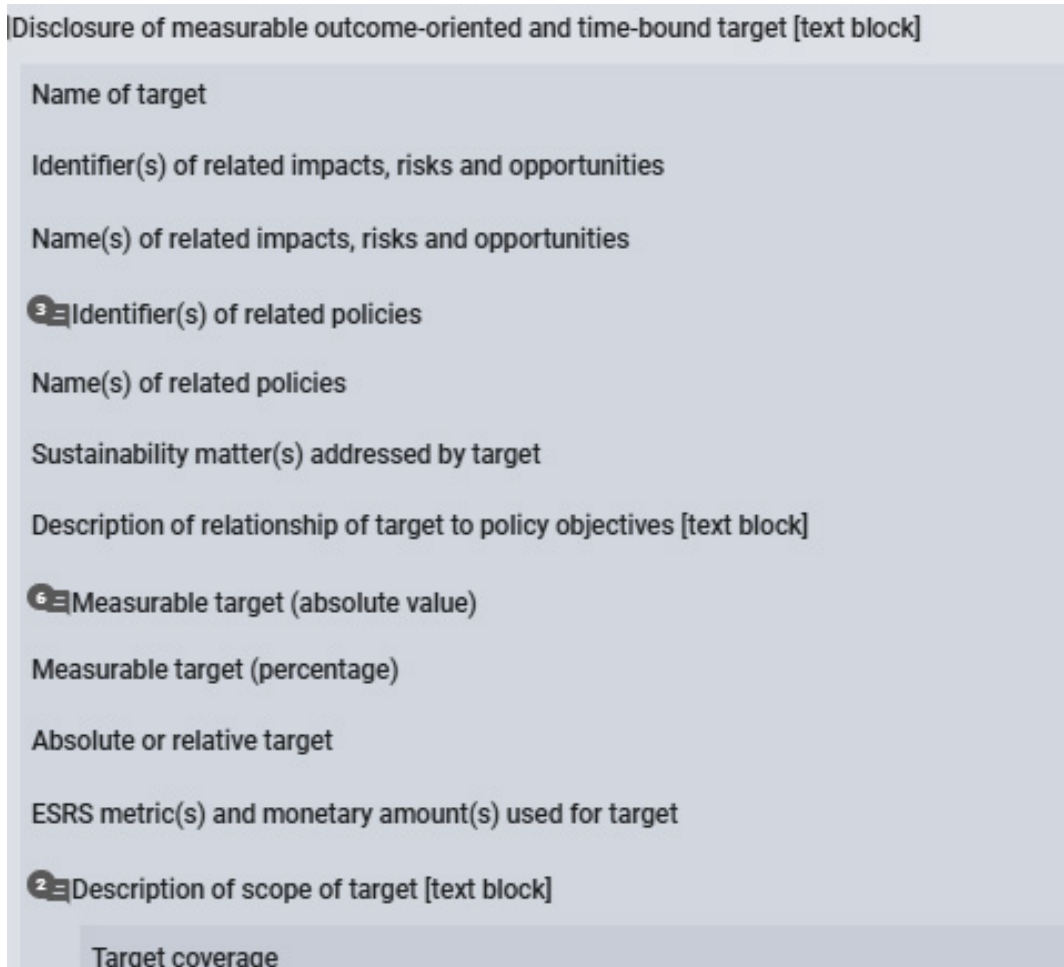 Disclosure of measurable outcome-oriented and time-bound target [text block]
Name of target
Identifier(s) of related impacts, risks and opportunities
Name(s) of related impacts, risks and opportunities
3 Identifier(s) of related policies
Name(s) of related policies
Sustainability matter(s) addressed by target
Description of relationship of target to policy objectives [text block]
6 Measurable target (absolute value)
Measurable target (percentage)
Absolute or relative target
ESRS metric(s) and monetary amount(s) used for target
2 Description of scope of target [text block]
Target coverage